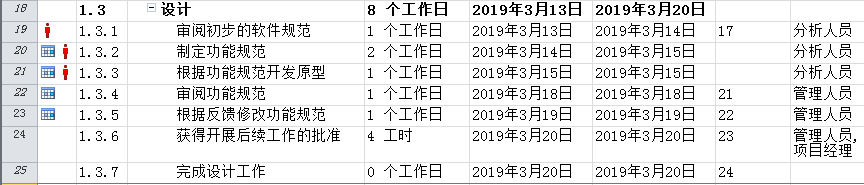 18 1.3 设计 8 个工作日 2019年3月13日 2019年3月20日
19 1.3.1 审阅初步的软件规范 1 个工作日 2019年3月13日 2019年3月14日 17 分析人员
20 1.3.2 制定功能规范 2 个工作日 2019年3月14日 2019年3月15日 分析人员
21 1.3.3 根据功能规范开发原型 1 个工作日 2019年3月15日 2019年3月15日 分析人员
22 1.3.4 审阅功能规范 1 个工作日 2019年3月18日 2019年3月18日 21 管理人员
23 1.3.5 根据反馈修改功能规范 1 个工作日 2019年3月19日 2019年3月19日 22 管理人员
24 1.3.6 获得开展后续工作的批准 4 工时 2019年3月20日 2019年3月20日 23 管理人员,
项目经理
25 1.3.7 完成设计工作 0 个工作日 2019年3月20日 2019年3月20日 24